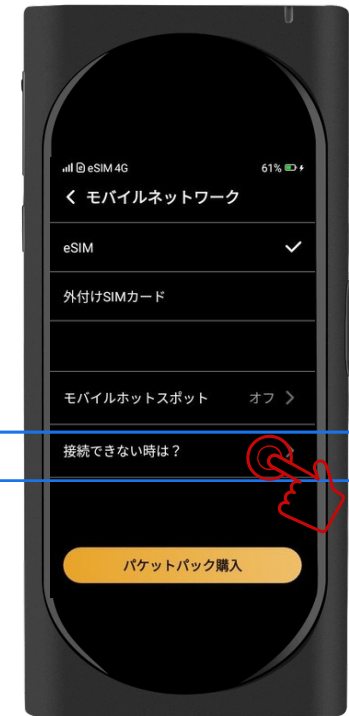 eSIM 4G 61%
モバイルネットワーク
eSIM
外付けSIMカード
モバイルホットスポット オフ
接続できない時は？
パケットパック購入